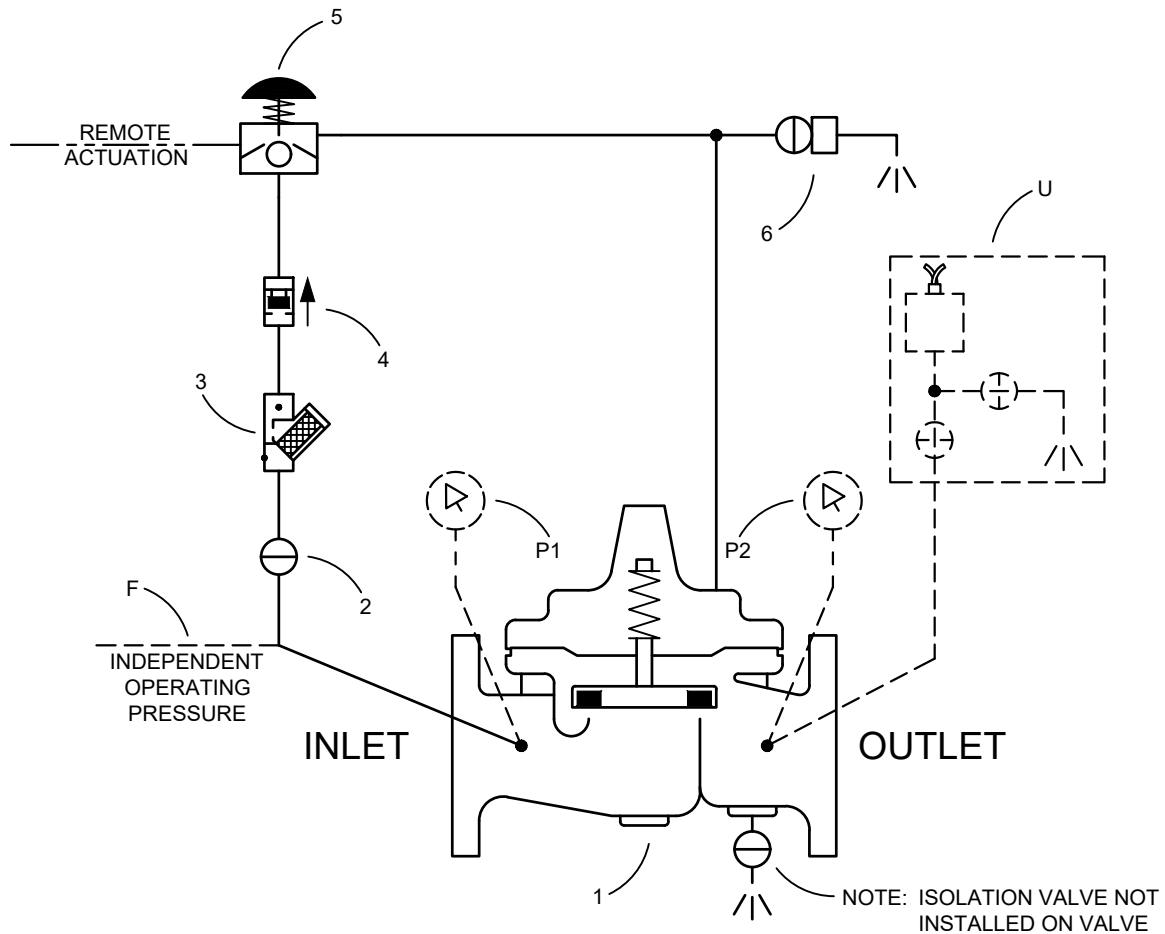 5
REMOTE
ACTUATION
6
U
4
3
P1
P2
2
F
INDEPENDENT
OPERATING
PRESSURE
INLET
OUTLET
1
NOTE: ISOLATION VALVE NOT
INSTALLED ON VALVE